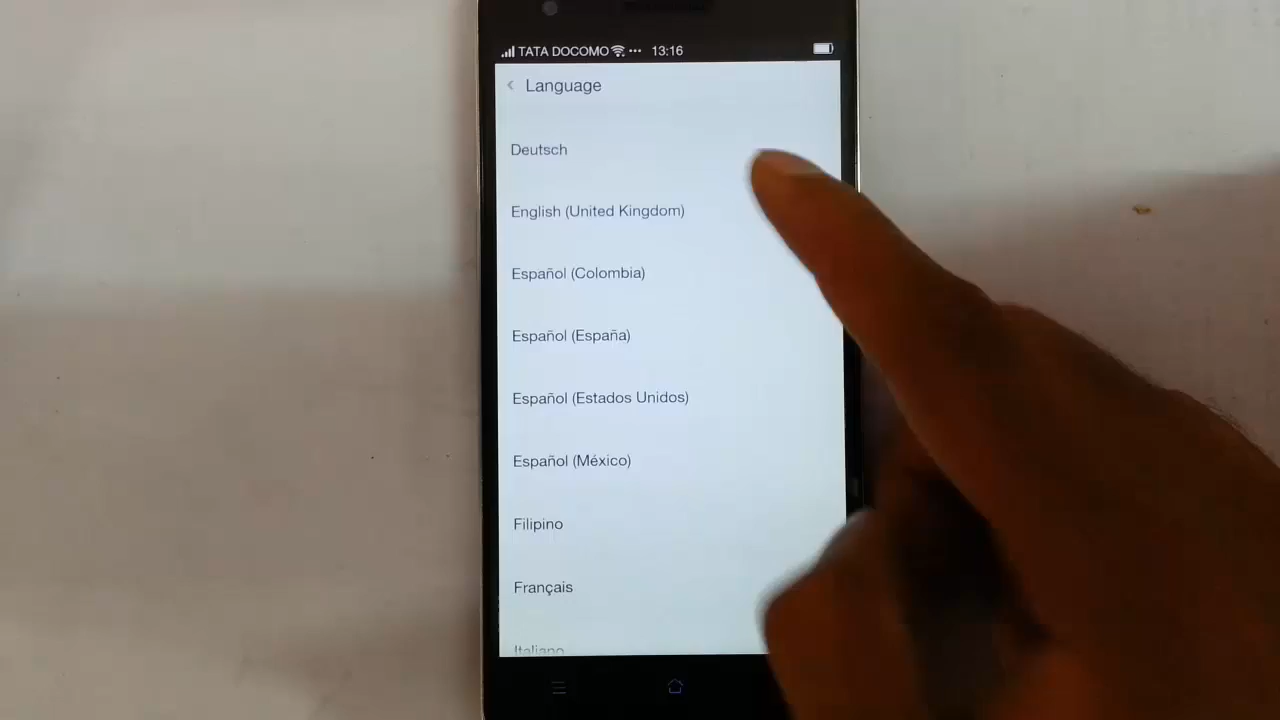 TATA DOCOMO ••• 13:16
Language
Deutsch
English (United Kingdom)
Español (Colombia)
Español (España)
Español (Estados Unidos)
Español (México)
Filipino
Français
Italiano